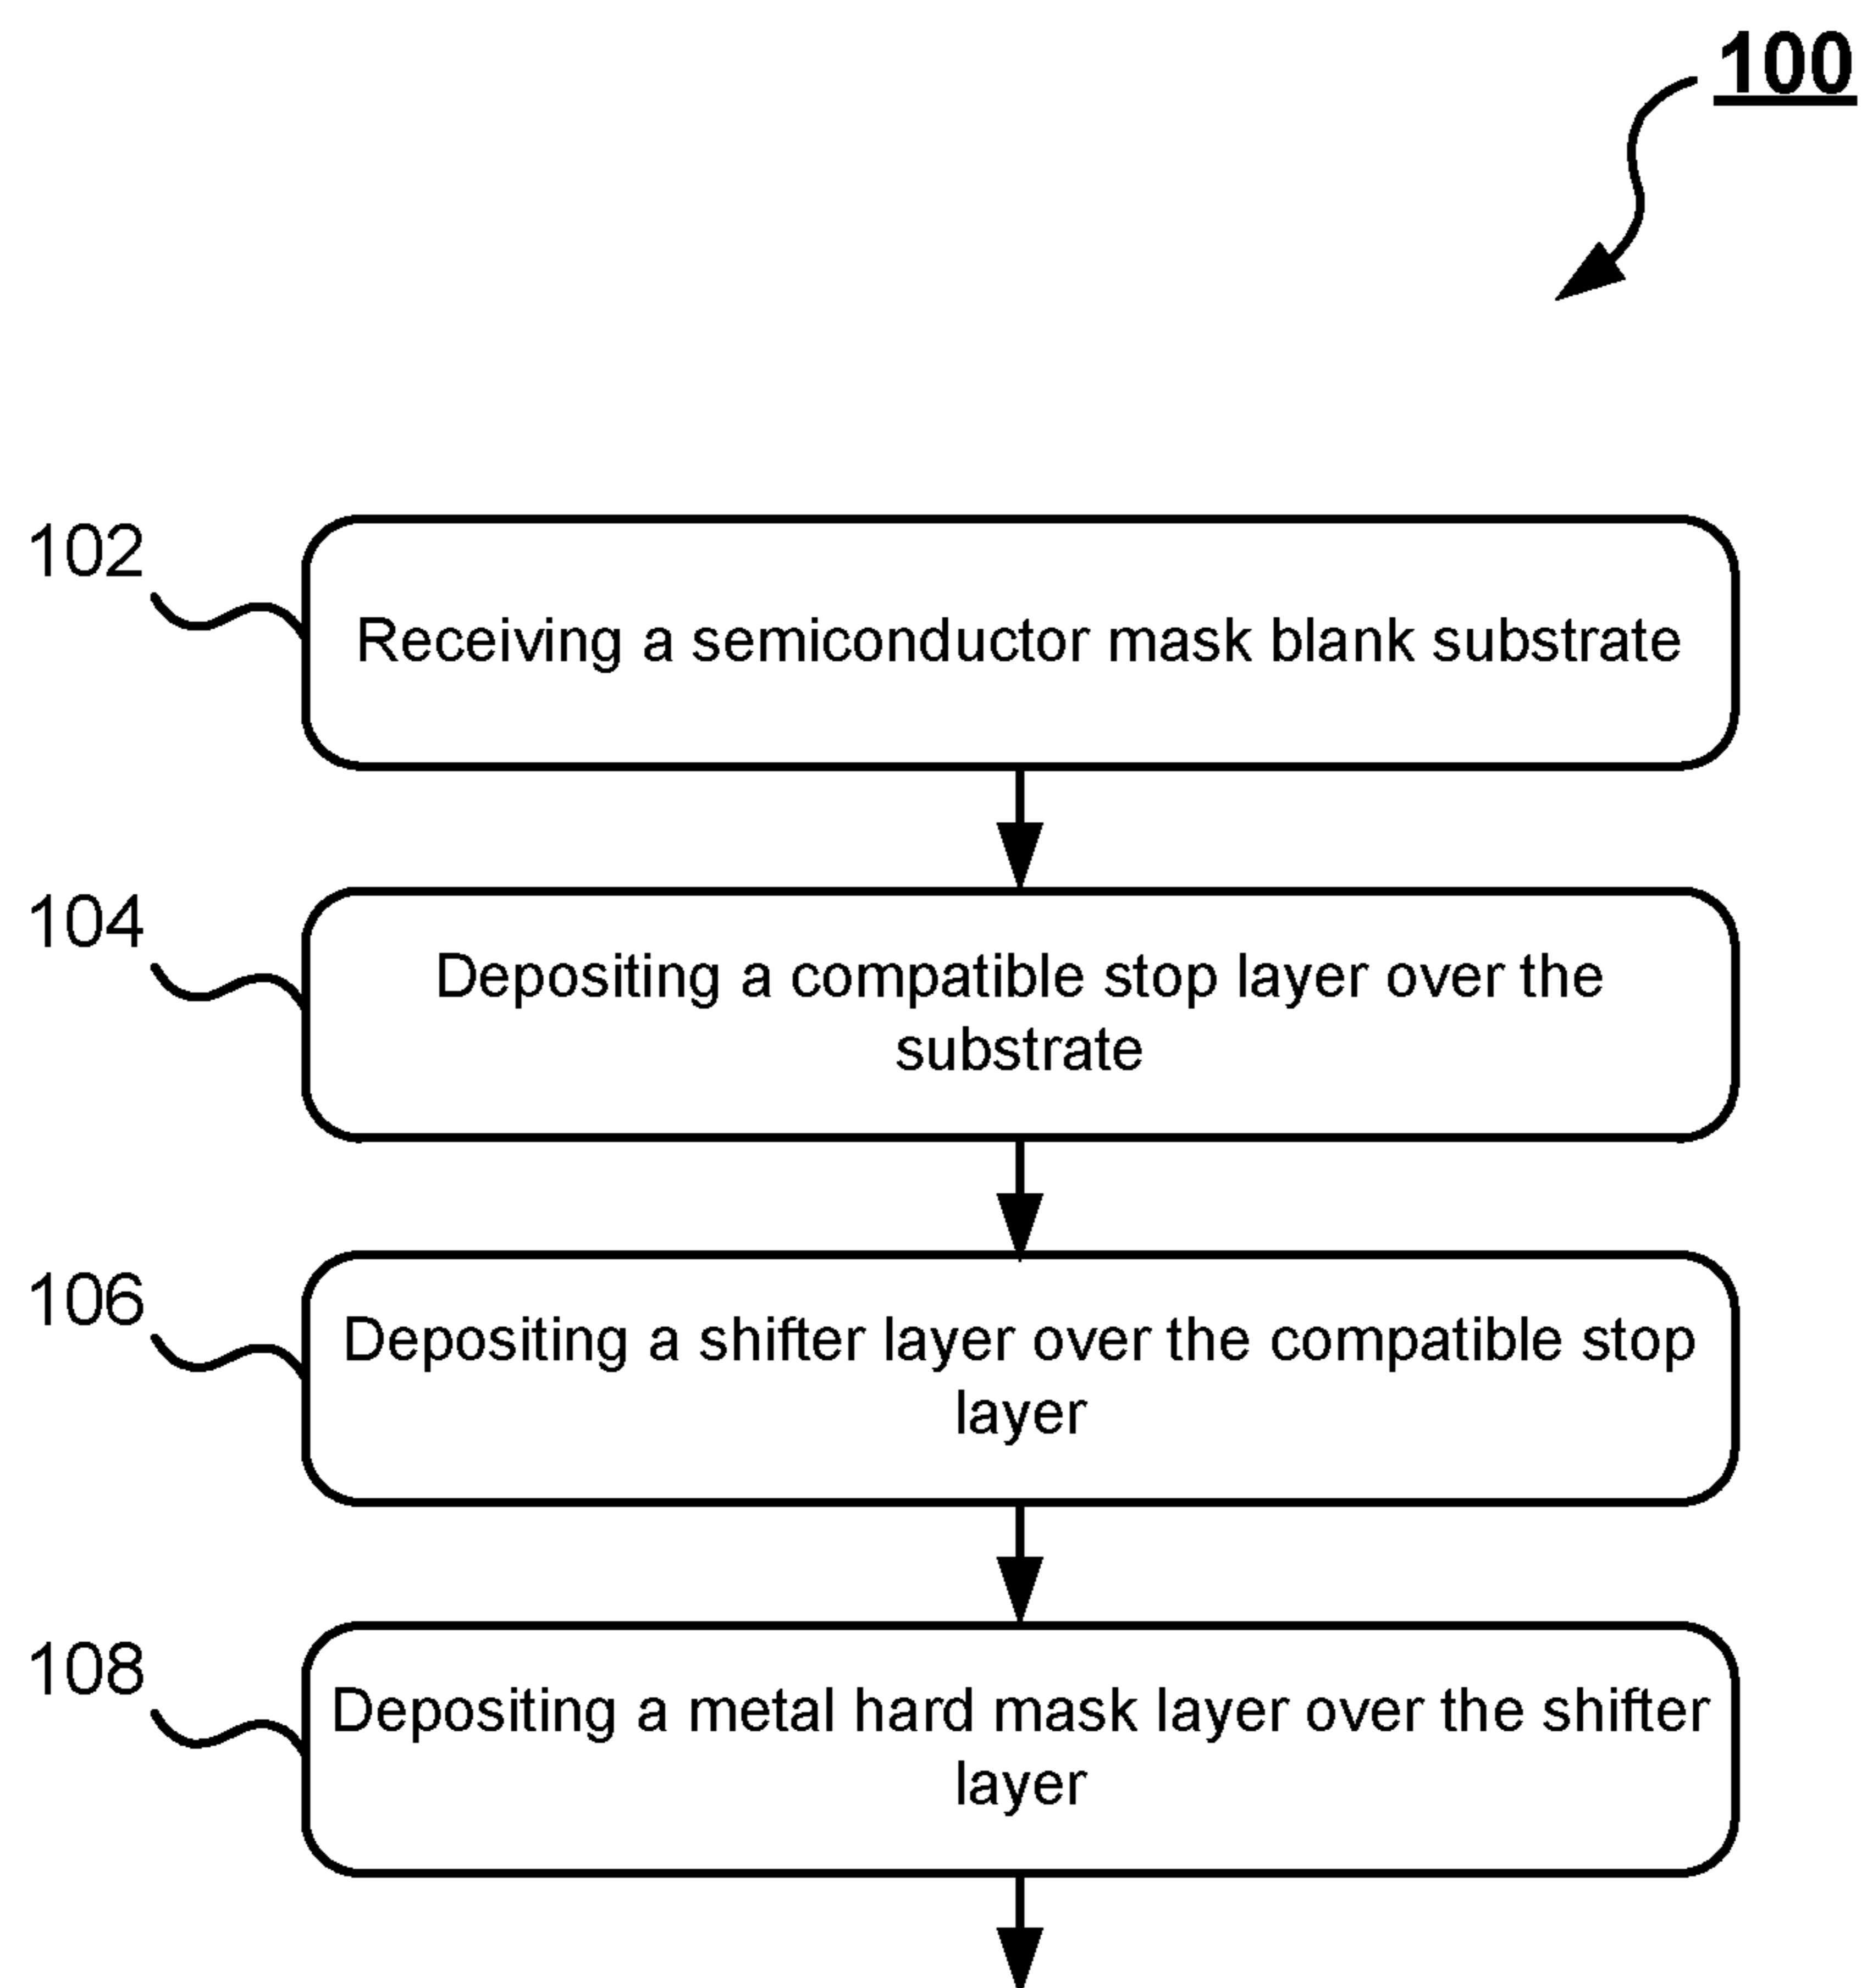 100
102
Receiving a semiconductor mask blank substrate
104
Depositing a compatible stop layer over the
substrate
106
Depositing a shifter layer over the compatible stop
layer
108
Depositing a metal hard mask layer over the shifter
layer